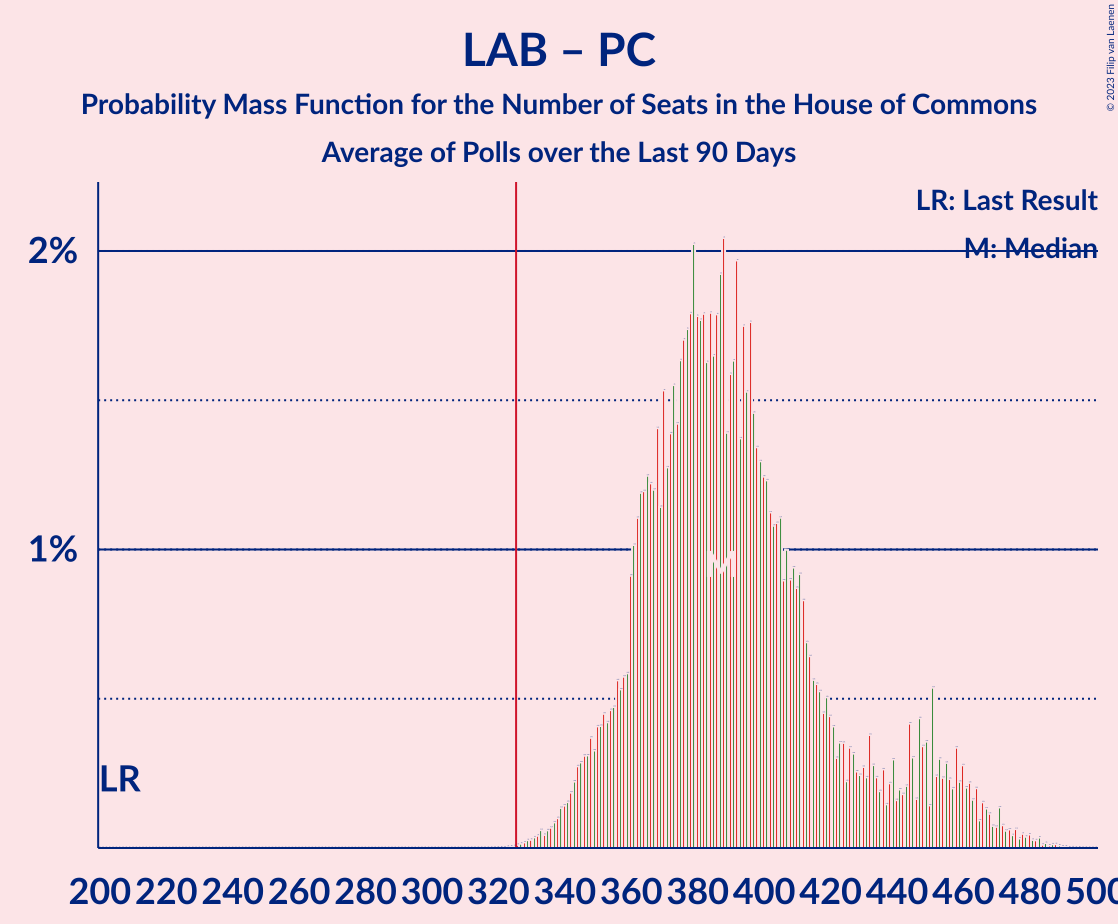 LAB – PC
Probability Mass Function for the Number of Seats in the House of Commons
Average of Polls over the Last 90 Days
© 2023 Filip van Laenen
LR: Last Result
M: Median
2%
1%
LR
M
200 220 240 260 280 300 320 340 360 380 400 420 440 460 480 500